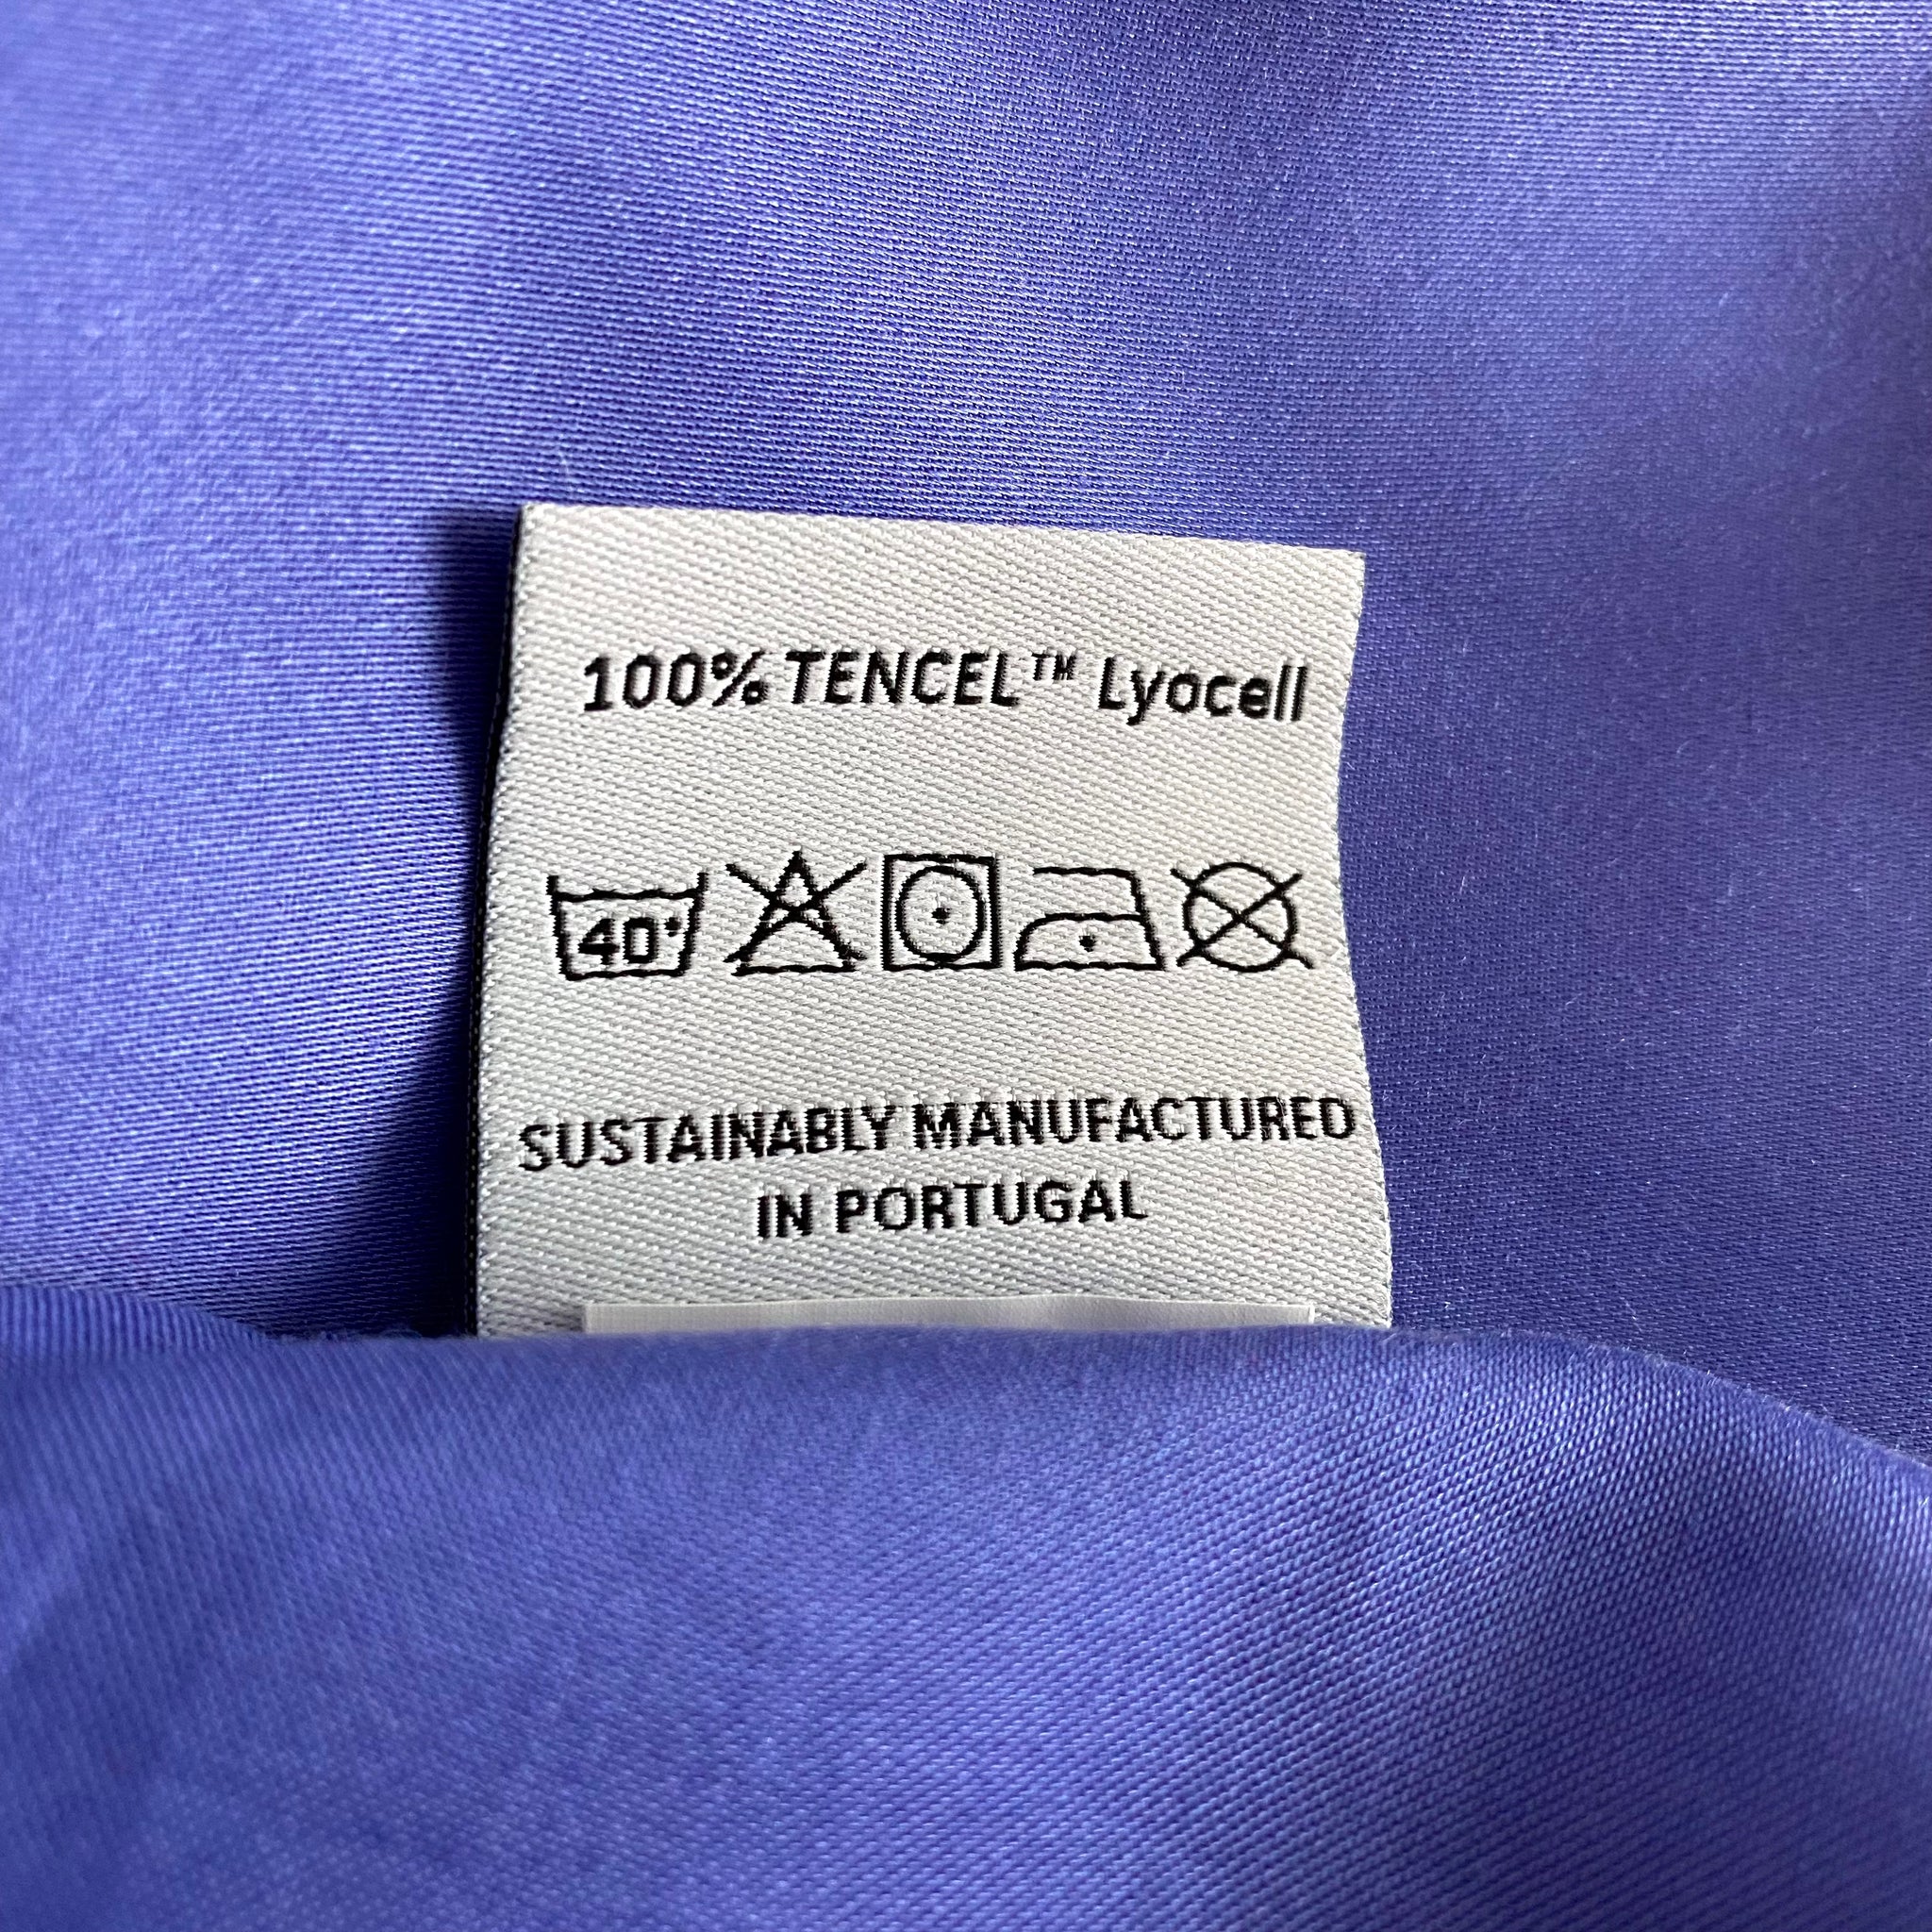 100% TENCEL™ Lyocell
40°
SUSTAINABLY MANUFACTURED
IN PORTUGAL